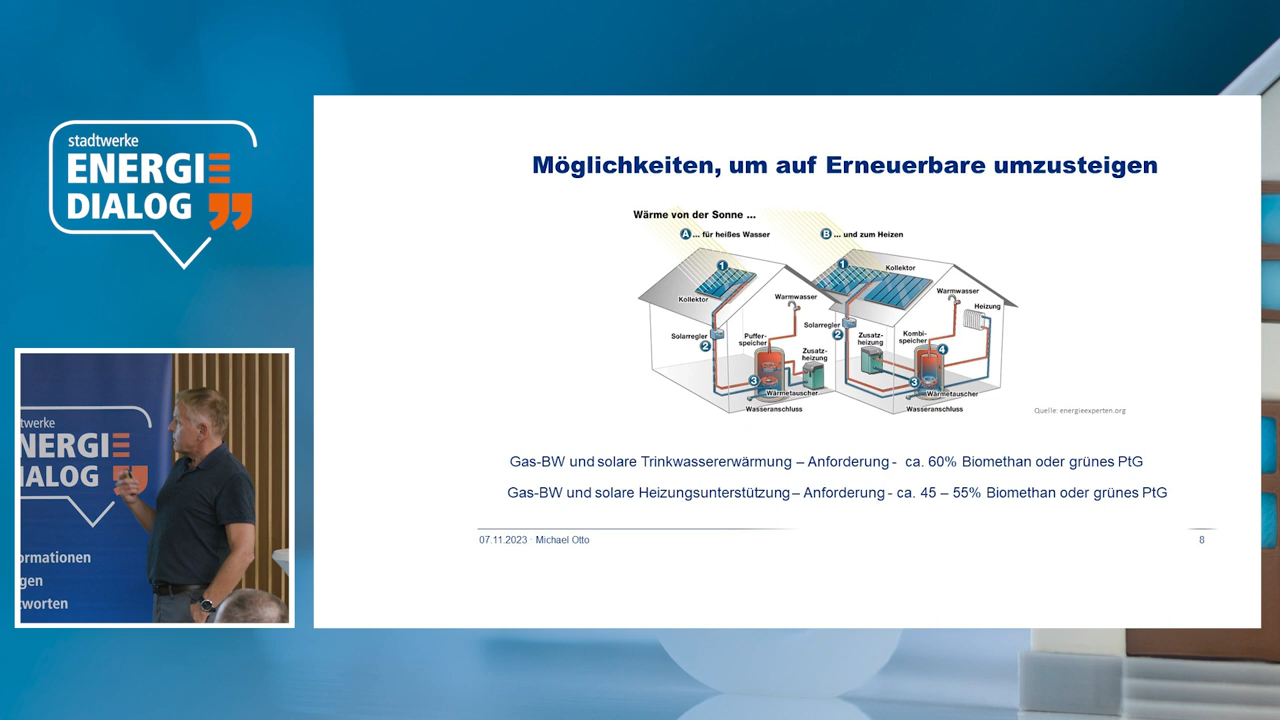 stadtwerke
ENERGIE
DIALOG
Möglichkeiten, um auf Erneuerbare umzusteigen
Wärme von der Sonne ...
A ... für heißes Wasser
B ... und zum Heizen
1
Kollektor
Warmwasser
Solarregler
2
Puffer-
speicher
Zusatz-
heizung
3
Wärmetauscher
Wasseranschluss
1
Kollektor
Warmwasser
Heizung
Solarregler
2
Zusatz-
heizung
Kombi-
speicher
4
3
Wärmetauscher
Wasseranschluss
Quelle: energieexperten.org
Gas-BW und solare Trinkwassererwärmung – Anforderung - ca. 60% Biomethan oder grünes PtG
Gas-BW und solare Heizungsunterstützung – Anforderung - ca. 45 – 55% Biomethan oder grünes PtG
07.11.2023 · Michael Otto
8
twerke
NERGIE
IALOG
ormationen
gen
tworten